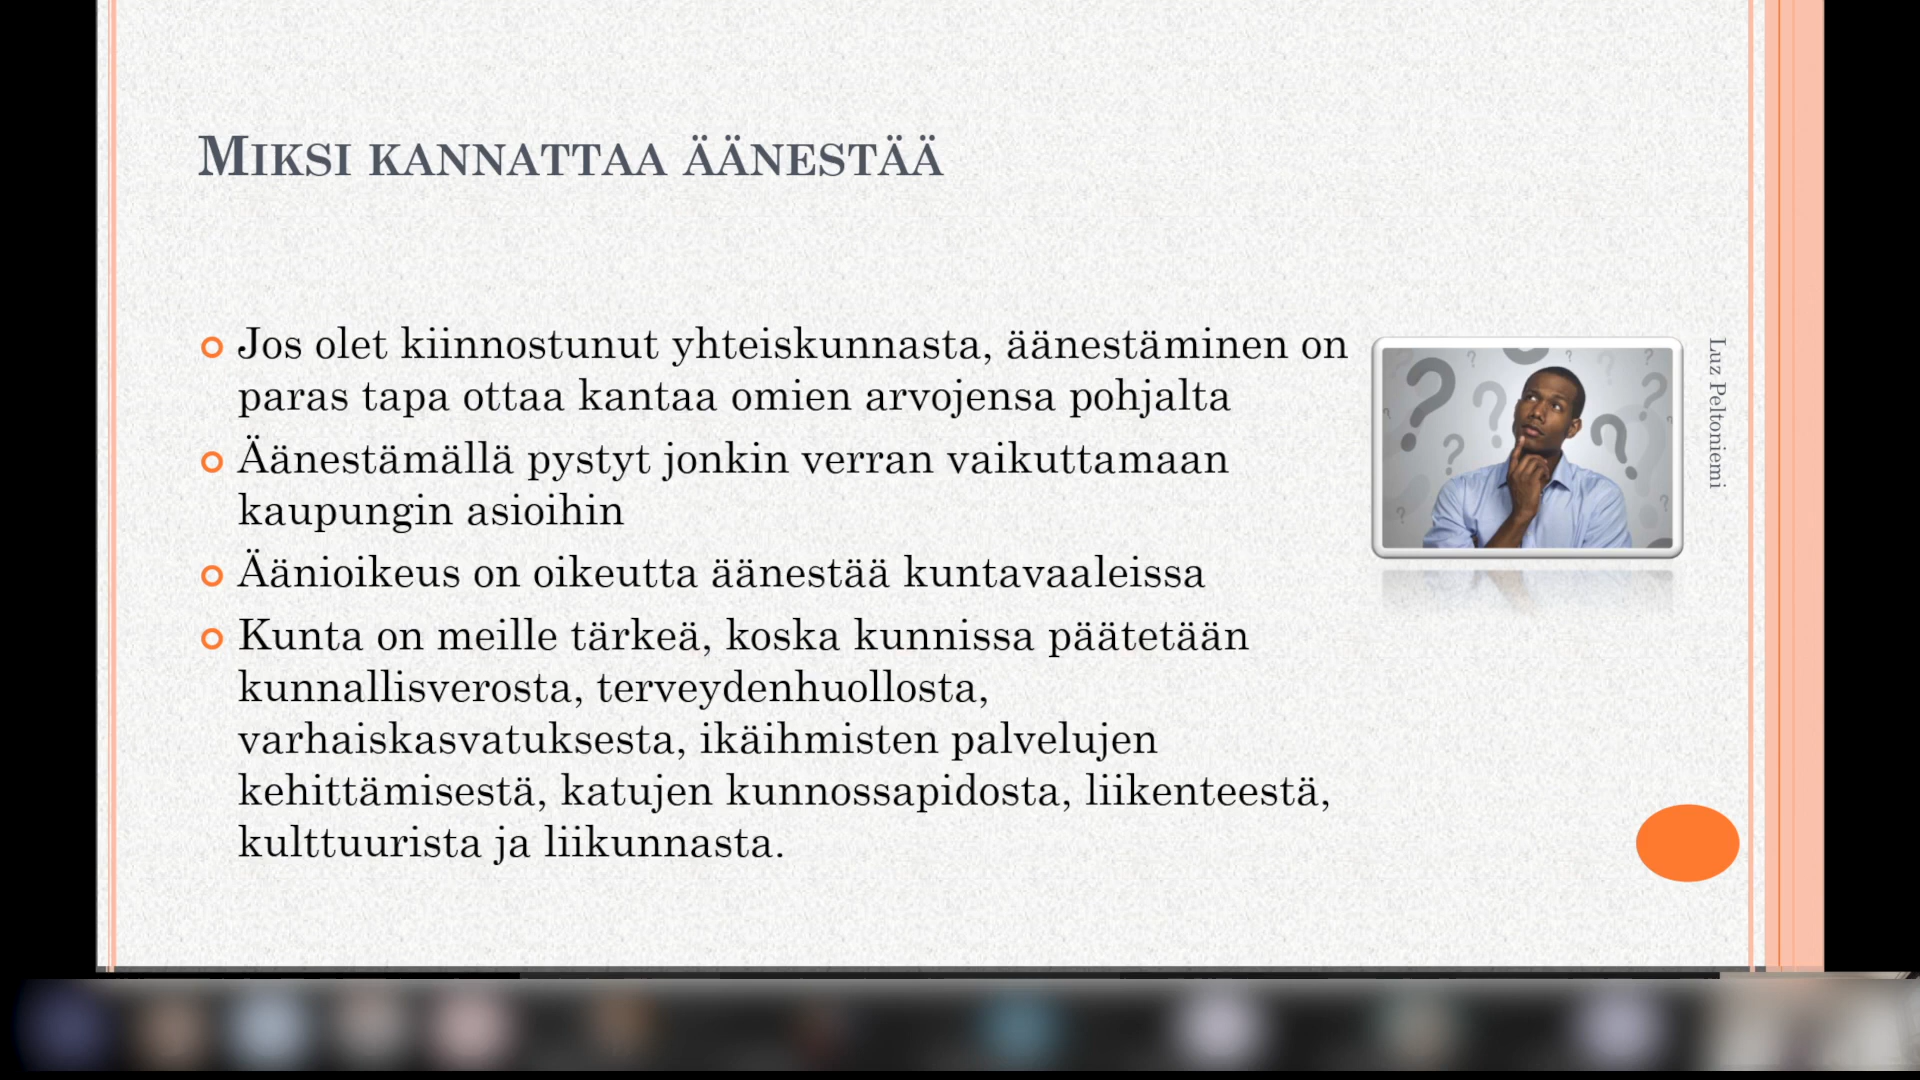 Miksi kannattaa äänestää
Jos olet kiinnostunut yhteiskunnasta, äänestäminen on
paras tapa ottaa kantaa omien arvojensa pohjalta
Äänestämällä pystyt jonkin verran vaikuttamaan
kaupungin asioihin
Äänioikeus on oikeutta äänestää kuntavaaleissa
Kunta on meille tärkeä, koska kunnissa päätetään
kunnallisverosta, terveydenhuollosta,
varhaiskasvatuksesta, ikäihmisten palvelujen
kehittämisestä, katujen kunnossapidosta, liikenteestä,
kulttuurista ja liikunnasta.
Luz Peltoniemi